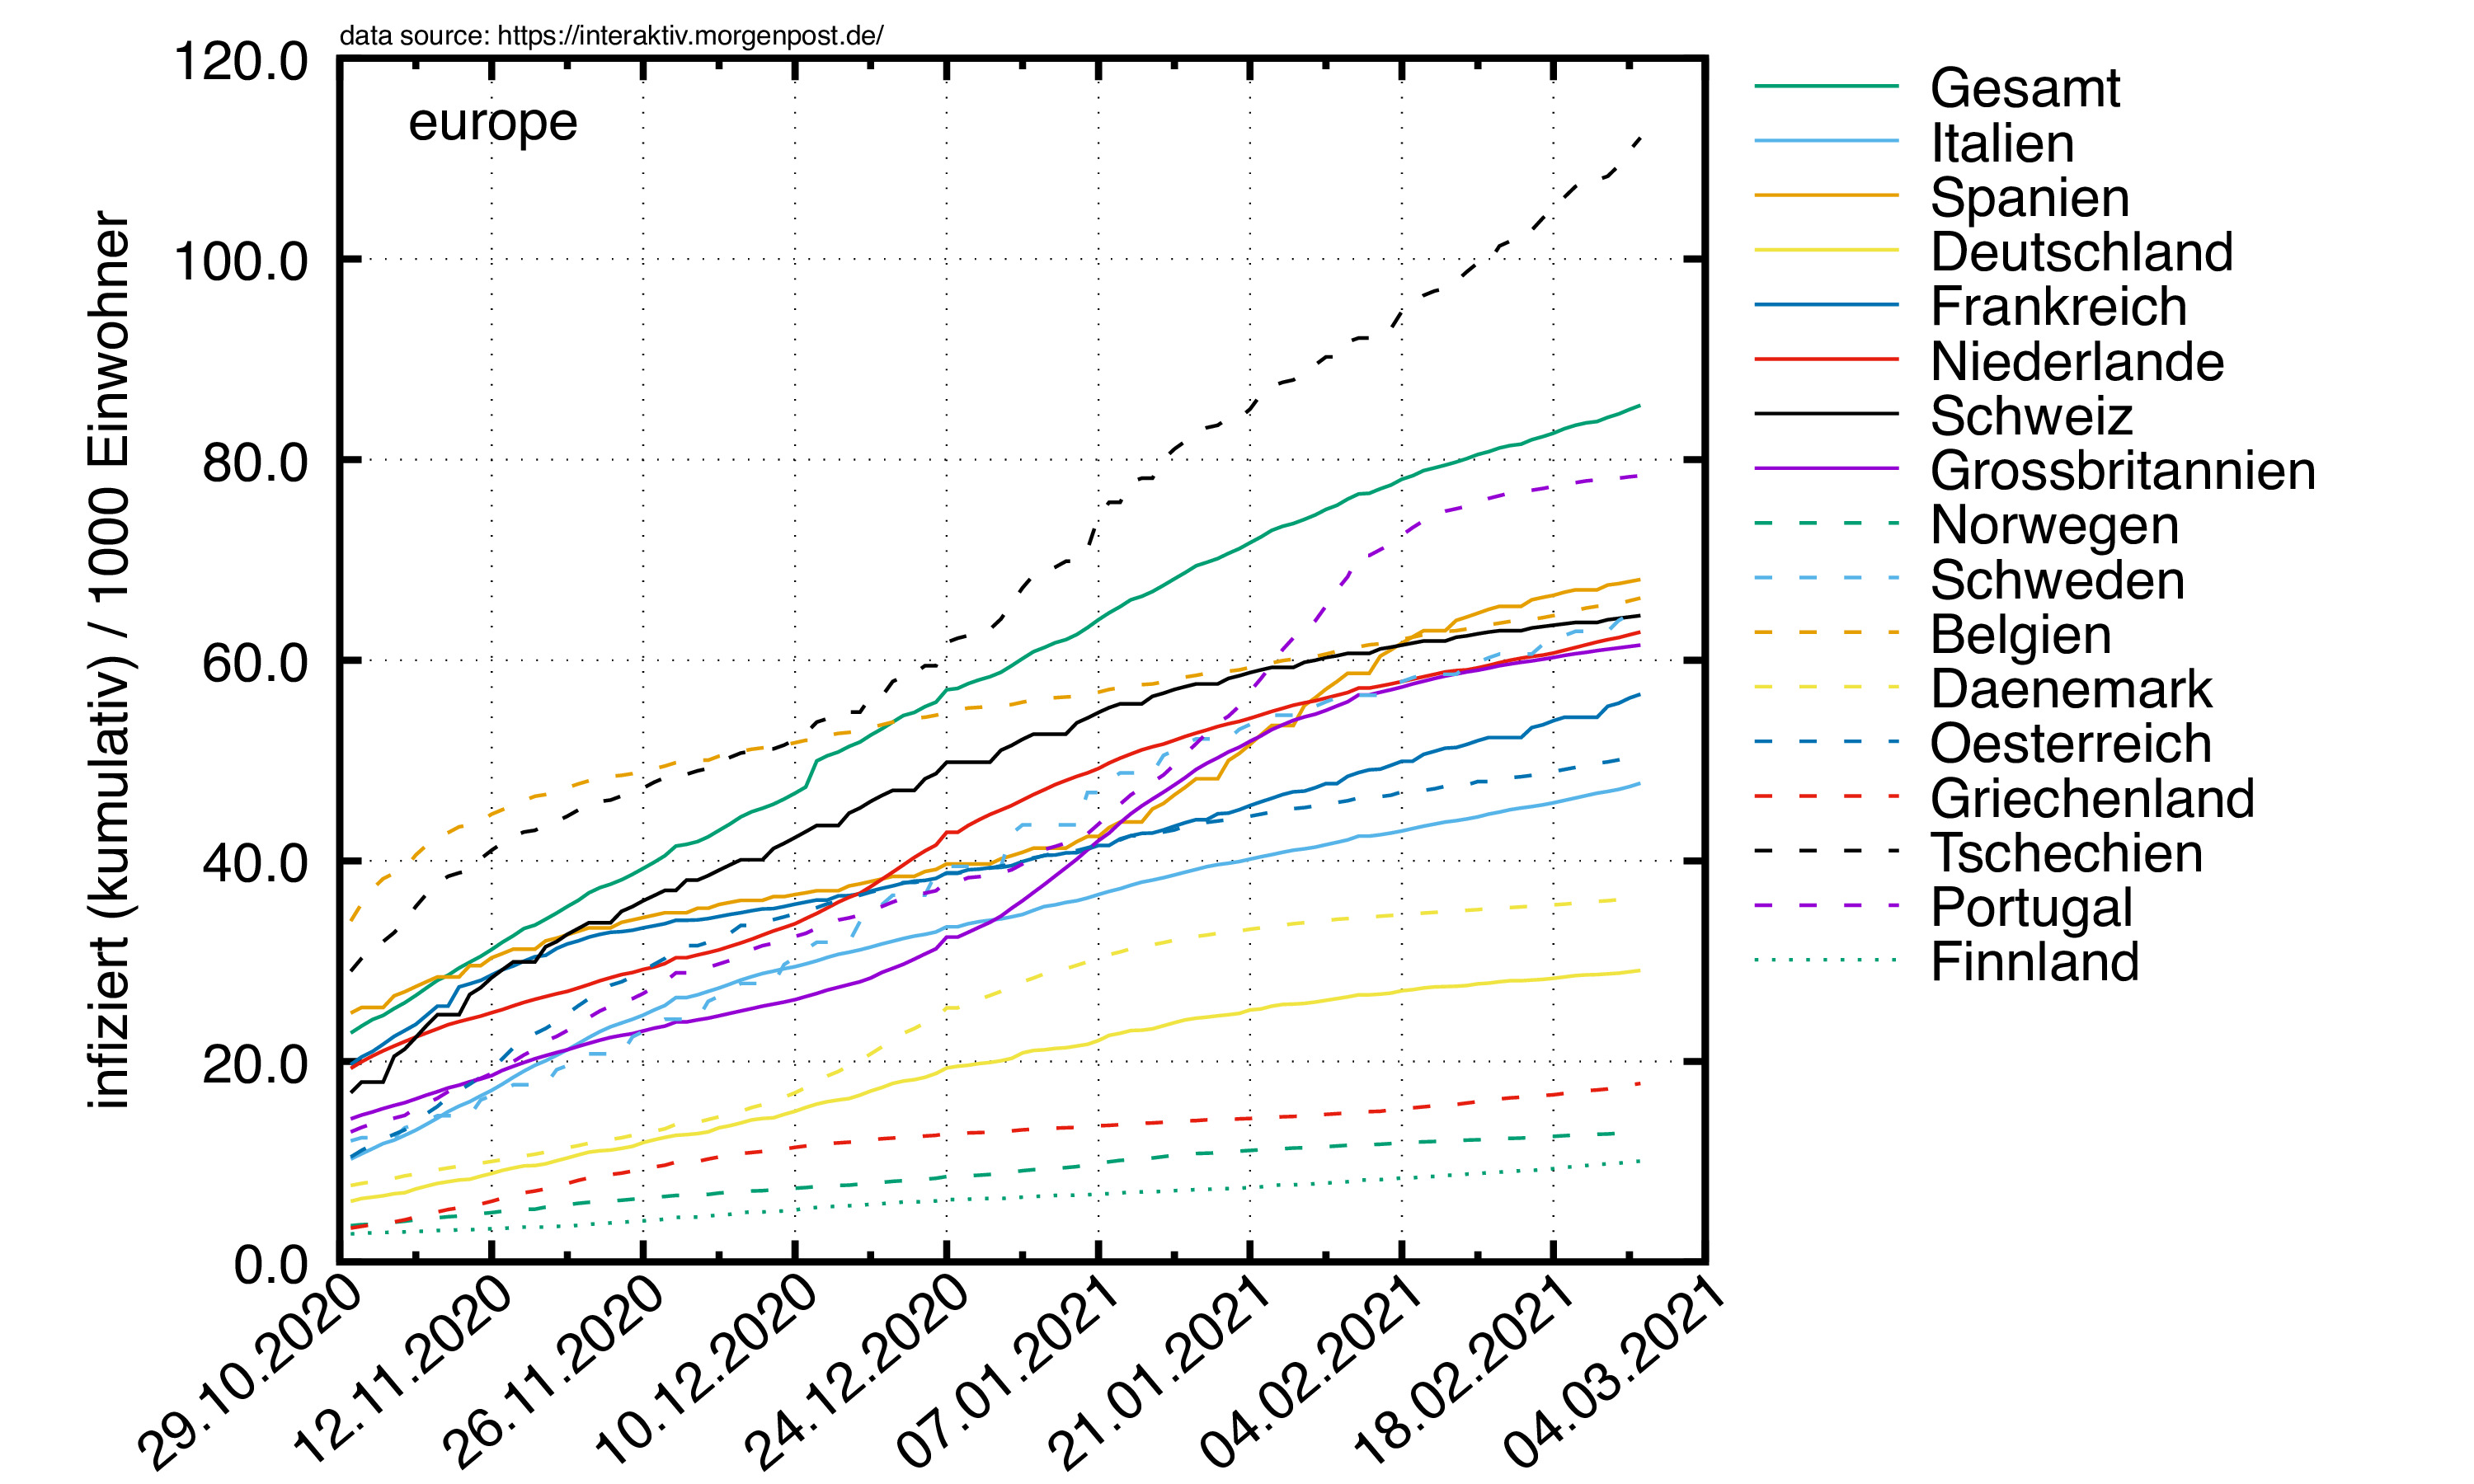 data source: https://interaktiv.morgenpost.de/
europe
infiziert (kumulativ) / 1000 Einwohner
120.0
100.0
80.0
60.0
40.0
20.0
0.0
29.10.2020
12.11.2020
26.11.2020
10.12.2020
24.12.2020
07.01.2021
21.01.2021
04.02.2021
18.02.2021
04.03.2021
Gesamt
Italien
Spanien
Deutschland
Frankreich
Niederlande
Schweiz
Grossbritannien
Norwegen
Schweden
Belgien
Daenemark
Oesterreich
Griechenland
Tschechien
Portugal
Finnland